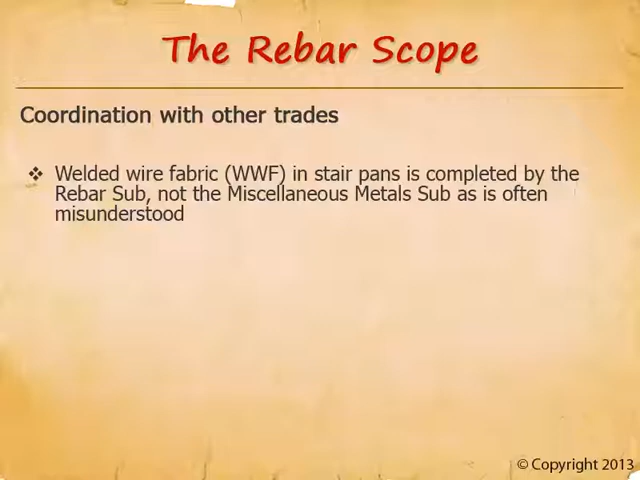 The Rebar Scope
Coordination with other trades
❖ Welded wire fabric (WWF) in stair pans is completed by the
Rebar Sub, not the Miscellaneous Metals Sub as is often
misunderstood
© Copyright 2013